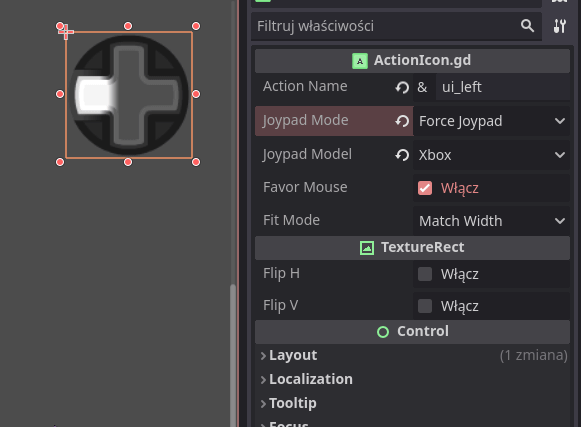 Filtruj właściwości
ActionIcon.gd
Action Name & ui_left
Joypad Mode Force Joypad
Joypad Model Xbox
Favor Mouse Włącz
Fit Mode Match Width
TextureRect
Flip H Włącz
Flip V Włącz
Control
Layout (1 zmiana)
Localization
Tooltip
Focus